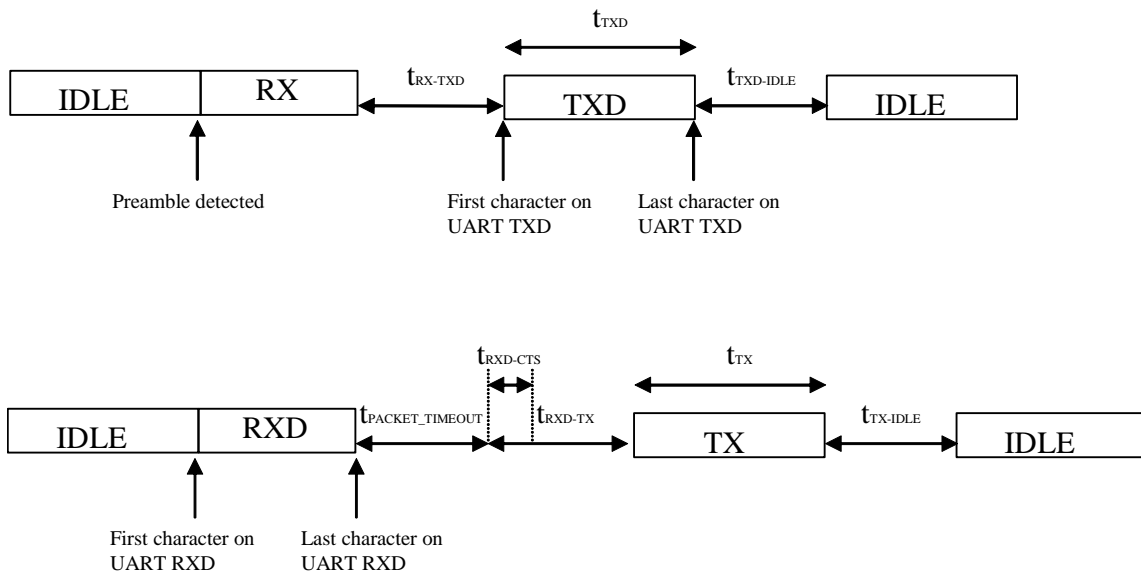 tTXD
tRX-TXD
tTXD-IDLE
IDLE RX TXD IDLE
Preamble detected
First character on
UART TXD
Last character on
UART TXD
tRXD-CTS
tTX
tPACKET_TIMEOUT
tRXD-TX
tTX-IDLE
IDLE RXD TX IDLE
First character on
UART RXD
Last character on
UART RXD